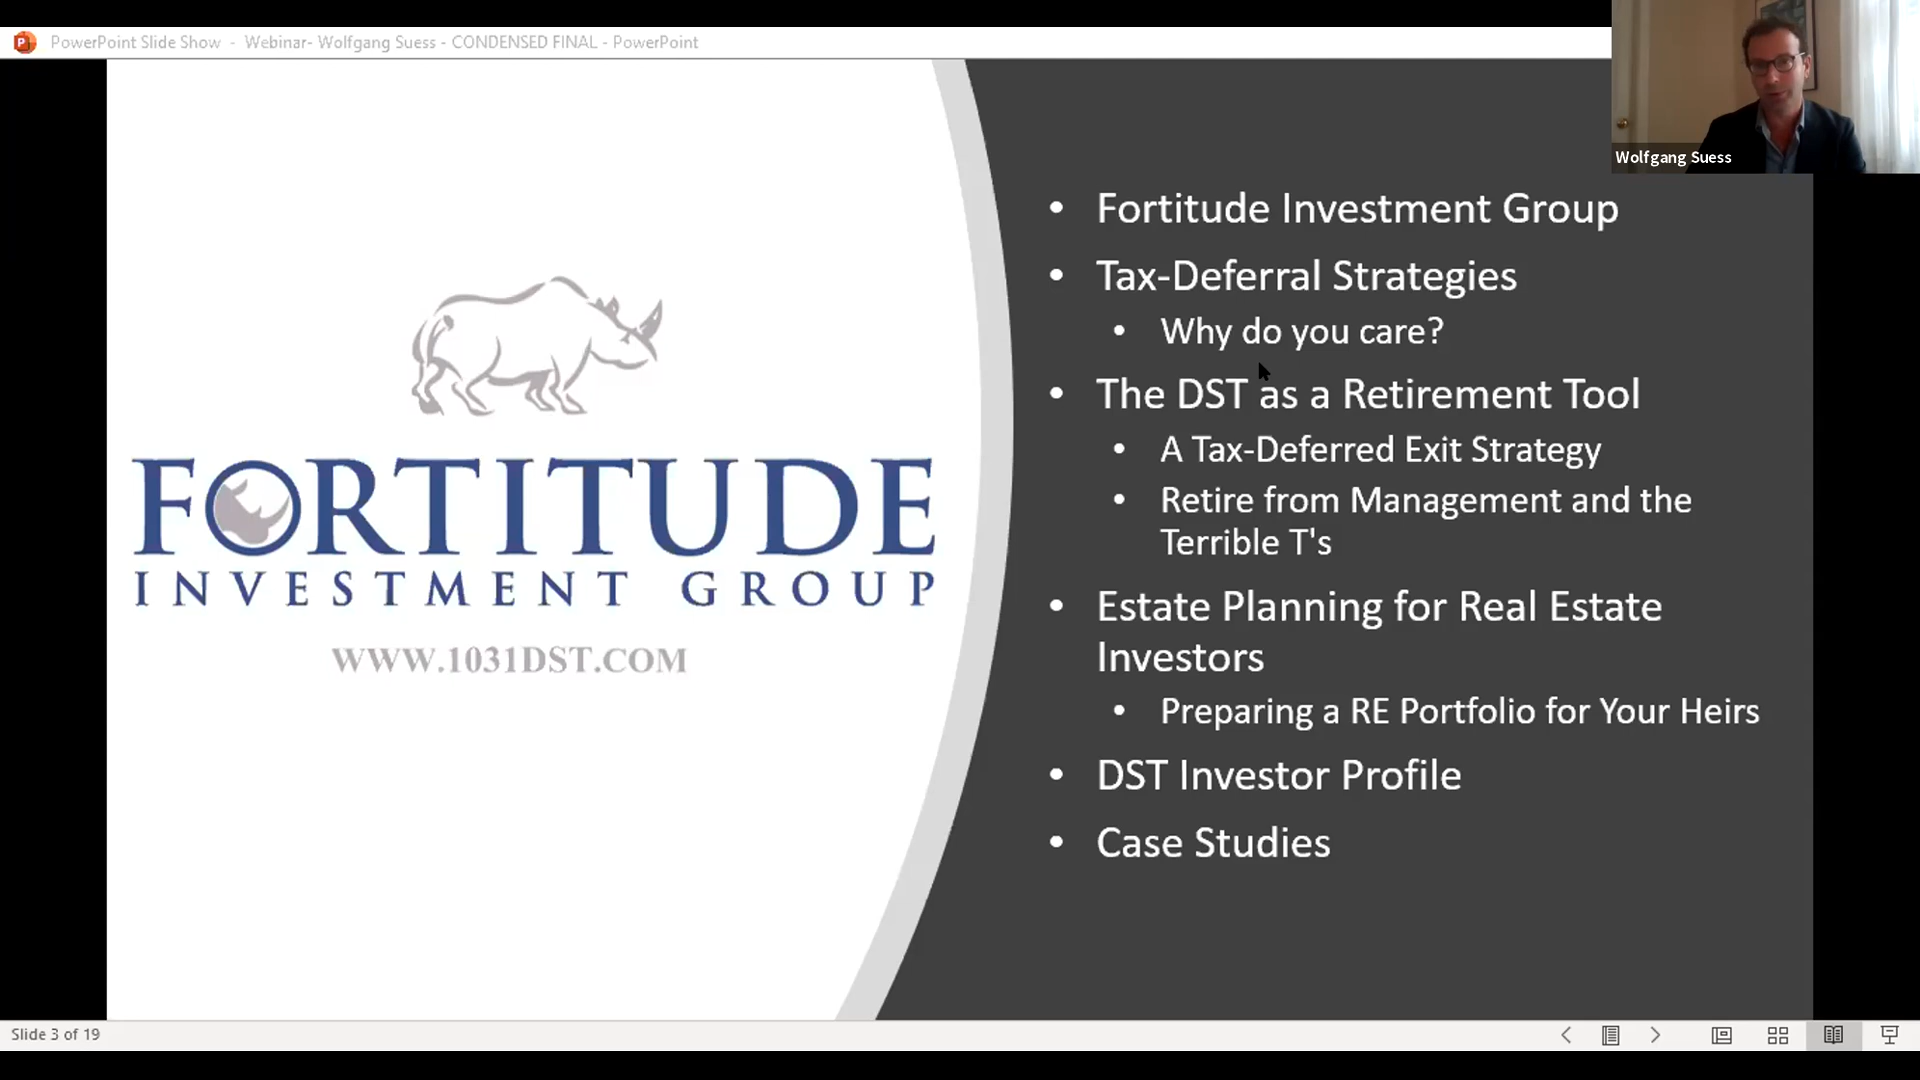 PowerPoint Slide Show - Webinar- Wolfgang Suess - CONDENSED FINAL - PowerPoint
Wolfgang Suess
FORTITUDE
INVESTMENT GROUP
WWW.1031DST.COM
• Fortitude Investment Group
• Tax-Deferral Strategies
• Why do you care?
• The DST as a Retirement Tool
• A Tax-Deferred Exit Strategy
• Retire from Management and the
Terrible T's
• Estate Planning for Real Estate
Investors
• Preparing a RE Portfolio for Your Heirs
• DST Investor Profile
• Case Studies
Slide 3 of 19